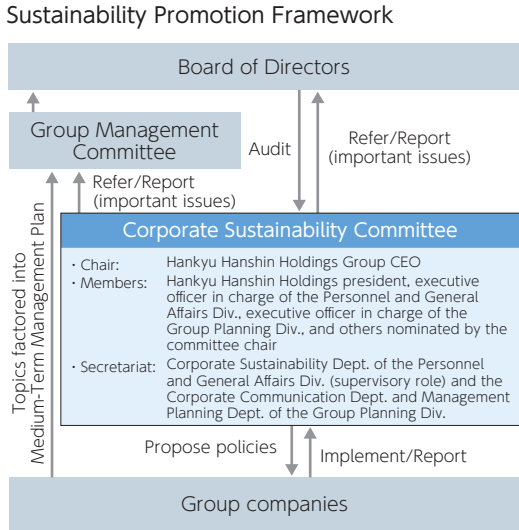 Sustainability Promotion Framework
Board of Directors
Group Management
Committee
Audit
Refer/Report
(important issues)
Refer/Report
(important issues)
Topics factored into
Medium-Term Management Plan
Corporate Sustainability Committee
・Chair: Hankyu Hanshin Holdings Group CEO
・Members: Hankyu Hanshin Holdings president, executive
officer in charge of the Personnel and General
Affairs Div., executive officer in charge of the
Group Planning Div., and others nominated by the
committee chair
・Secretariat: Corporate Sustainability Dept. of the Personnel
and General Affairs Div. (supervisory role) and the
Corporate Communication Dept. and Management
Planning Dept. of the Group Planning Div.
Propose policies
Implement/Report
Group companies